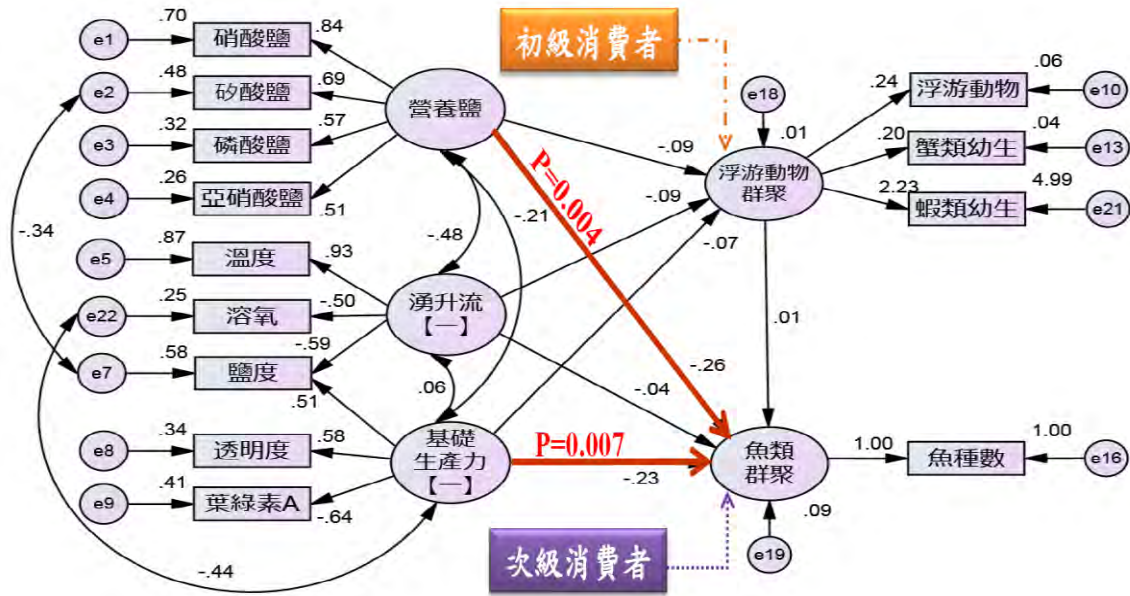 初級消費者
.70
e1
硝酸鹽
.84
.48
e2
矽酸鹽
.69
.32
e3
磷酸鹽
.57
.26
e4
亞硝酸鹽
.51
-.34
.87
e5
溫度
.93
.25
e22
溶氧
-.50
.58
e7
鹽度
-.59
.51
.34
e8
透明度
.58
.41
e9
葉綠素A
-.64
-.44
營養鹽
湧升流
【一】
基礎
生產力
【一】
-.48
-.21
.06
-.09
-.09
-.07
P=0.004
-.26
-.04
P=0.007
-.23
e18
.01
浮游動物
群聚
.01
.24
浮游動物
.06
e10
.20
蟹類幼生
.04
e13
2.23
蝦類幼生
4.99
e21
魚類
群聚
1.00
魚種數
1.00
e16
.09
e19
次級消費者